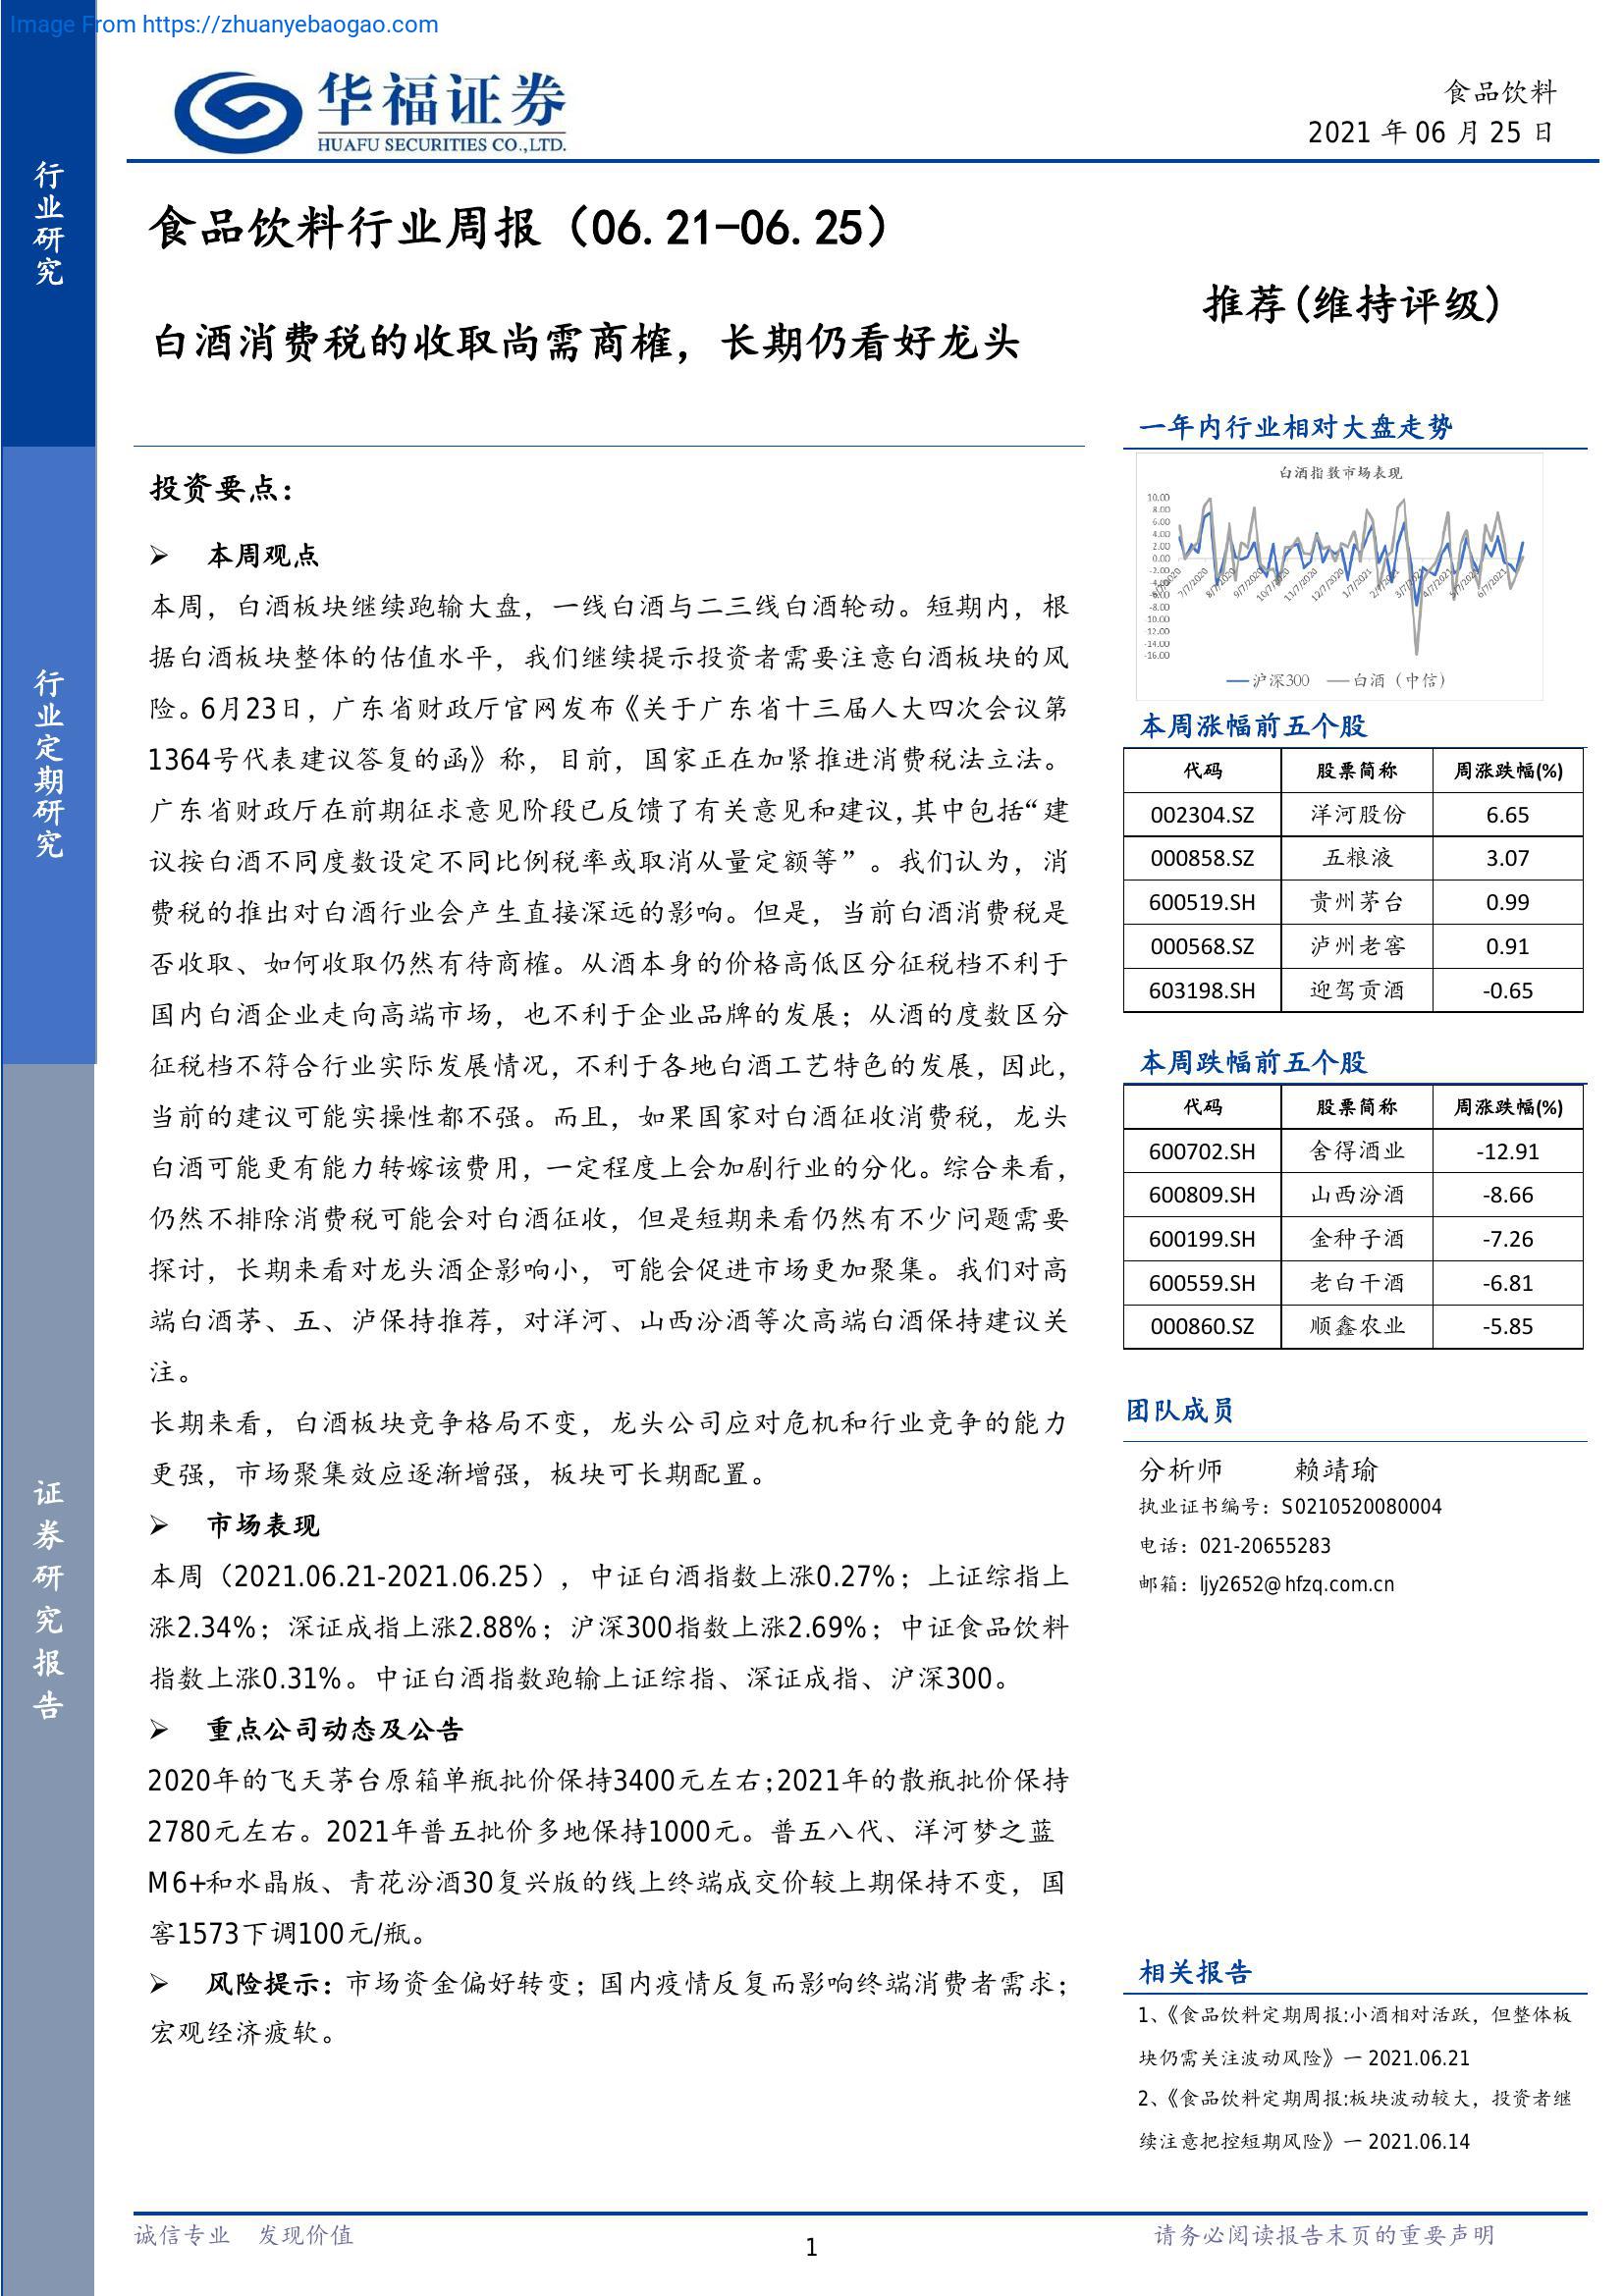 Image From https://zhuanyebaogao.com
华福证券
HUAFU SECURITIES CO.,LTD.
食品饮料
2021 年 06 月 25 日
行业研究
行业定期研究
证券研究报告
食品饮料行业周报（06.21-06.25）
白酒消费税的收取尚需商榷，长期仍看好龙头
推荐(维持评级)
投资要点：
➢ 本周观点
本周，白酒板块继续跑输大盘，一线白酒与二三线白酒轮动。短期内，根
据白酒板块整体的估值水平，我们继续提示投资者需要注意白酒板块的风
险。6月23日，广东省财政厅官网发布《关于广东省十三届人大四次会议第
1364号代表建议答复的函》称，目前，国家正在加紧推进消费税法立法。
广东省财政厅在前期征求意见阶段已反馈了有关意见和建议，其中包括“建
议按白酒不同度数设定不同比例税率或取消从量定额等”。我们认为，消
费税的推出对白酒行业会产生直接深远的影响。但是，当前白酒消费税是
否收取、如何收取仍然有待商榷。从酒本身的价格高低区分征税档不利于
国内白酒企业走向高端市场，也不利于企业品牌的发展；从酒的度数区分
征税档不符合行业实际发展情况，不利于各地白酒工艺特色的发展，因此，
当前的建议可能实操性都不强。而且，如果国家对白酒征收消费税，龙头
白酒可能更有能力转嫁该费用，一定程度上会加剧行业的分化。综合来看，
仍然不排除消费税可能会对白酒征收，但是短期来看仍然有不少问题需要
探讨，长期来看对龙头酒企影响小，可能会促进市场更加聚集。我们对高
端白酒茅、五、泸保持推荐，对洋河、山西汾酒等次高端白酒保持建议关
注。
长期来看，白酒板块竞争格局不变，龙头公司应对危机和行业竞争的能力
更强，市场聚集效应逐渐增强，板块可长期配置。
➢ 市场表现
本周（2021.06.21-2021.06.25），中证白酒指数上涨0.27%；上证综指上
涨2.34%；深证成指上涨2.88%；沪深300指数上涨2.69%；中证食品饮料
指数上涨0.31%。中证白酒指数跑输上证综指、深证成指、沪深300。
➢ 重点公司动态及公告
2020年的飞天茅台原箱单瓶批价保持3400元左右；2021年的散瓶批价保持
2780元左右。2021年普五批价多地保持1000元。普五八代、洋河梦之蓝
M6+和水晶版、青花汾酒30复兴版的线上终端成交价较上期保持不变，国
窖1573下调100元/瓶。
➢ 风险提示：市场资金偏好转变；国内疫情反复而影响终端消费者需求；
宏观经济疲软。
一年内行业相对大盘走势
白酒指数市场表现
10.00
8.00
6.00
4.00
2.00
0.00
-2.00
-4.00
-6.00
-8.00
-10.00
-12.00
-14.00
-16.00
7/7/2020 8/7/2020 9/7/2020 10/7/2020 11/7/2020 12/7/2020 1/7/2021 2/7/2021 3/7/2021 4/7/2021 5/7/2021 6/7/2021
沪深300 白酒（中信）
本周涨幅前五个股
代码 股票简称 周涨跌幅(%)
002304.SZ 洋河股份 6.65
000858.SZ 五粮液 3.07
600519.SH 贵州茅台 0.99
000568.SZ 泸州老窖 0.91
603198.SH 迎驾贡酒 -0.65
本周跌幅前五个股
代码 股票简称 周涨跌幅(%)
600702.SH 舍得酒业 -12.91
600809.SH 山西汾酒 -8.66
600199.SH 金种子酒 -7.26
600559.SH 老白干酒 -6.81
000860.SZ 顺鑫农业 -5.85
团队成员
分析师 赖靖瑜
执业证书编号：S0210520080004
电话：021-20655283
邮箱：ljy2652@hfzq.com.cn
相关报告
1、《食品饮料定期周报:小酒相对活跃，但整体板
块仍需关注波动风险》一 2021.06.21
2、《食品饮料定期周报:板块波动较大，投资者继
续注意把控短期风险》一 2021.06.14
诚信专业 发现价值
1
请务必阅读报告末页的重要声明